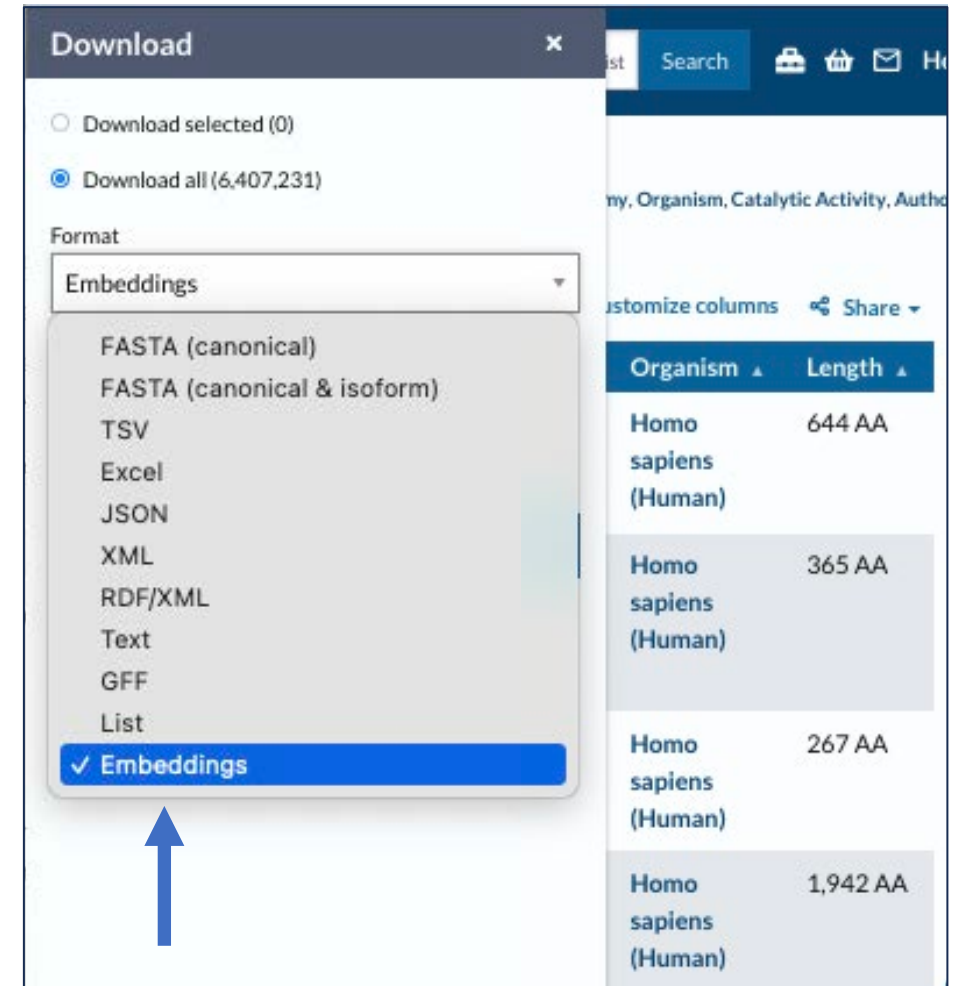 Download ×
ist Search He
Download selected (0)
Download all (6,407,231)
my, Organism, Catalytic Activity, Autho
Format
Embeddings
ustomize columns Share
FASTA (canonical)
FASTA (canonical & isoform)
TSV
Excel
JSON
XML
RDF/XML
Text
GFF
List
✓ Embeddings
Organism Length
Homo 644 AA
sapiens
(Human)
Homo 365 AA
sapiens
(Human)
Homo 267 AA
sapiens
(Human)
Homo 1,942 AA
sapiens
(Human)